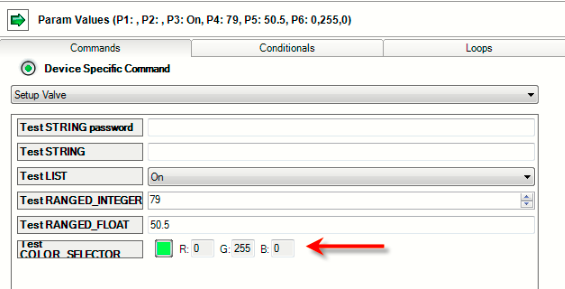 Param Values (P1: , P2: , P3: On, P4: 79, P5: 50.5, P6: 0,255,0)
Commands Conditionals Loops
Device Specific Command
Setup Valve
Test STRING password
Test STRING
Test LIST On
Test RANGED_INTEGER 79
Test RANGED_FLOAT 50.5
Test
COLOR_SELECTOR R: 0 G: 255 B: 0